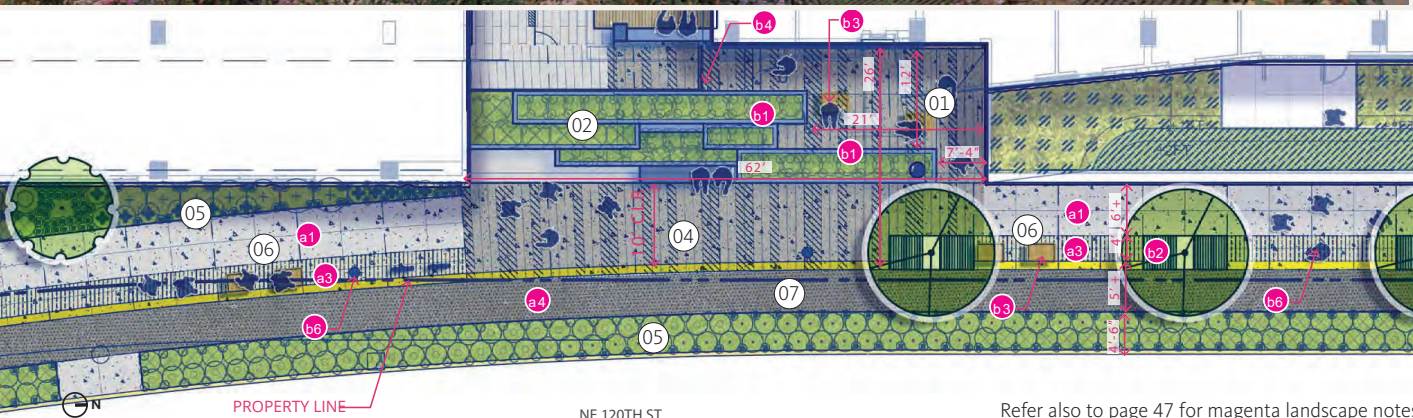 b4
b3
26'
12'
01
b1
02
21'
b1
7'-4"
62'
05
a1
06
a3
b6
10' CLR
04
a1
06
a3
b2
6'+
4'
b3
b6
a4
07
5'+
05
4'-6"
N
PROPERTY LINE
NE 120TH ST
Refer also to page 47 for magenta landscape notes